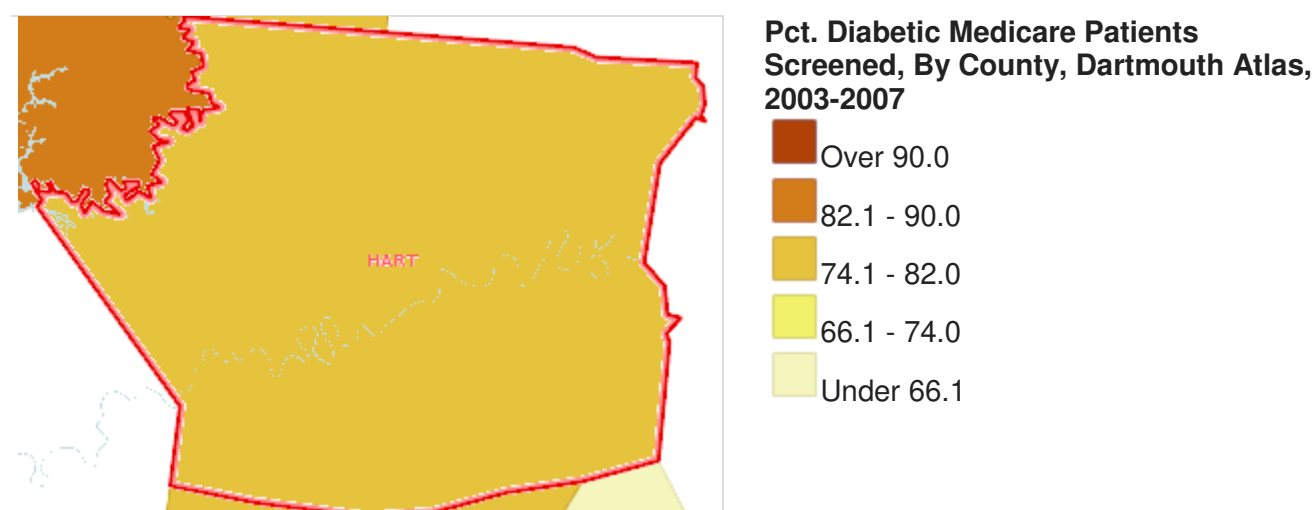 Pct. Diabetic Medicare Patients
Screened, By County, Dartmouth Atlas,
2003-2007
Over 90.0
82.1 - 90.0
74.1 - 82.0
66.1 - 74.0
Under 66.1
HART